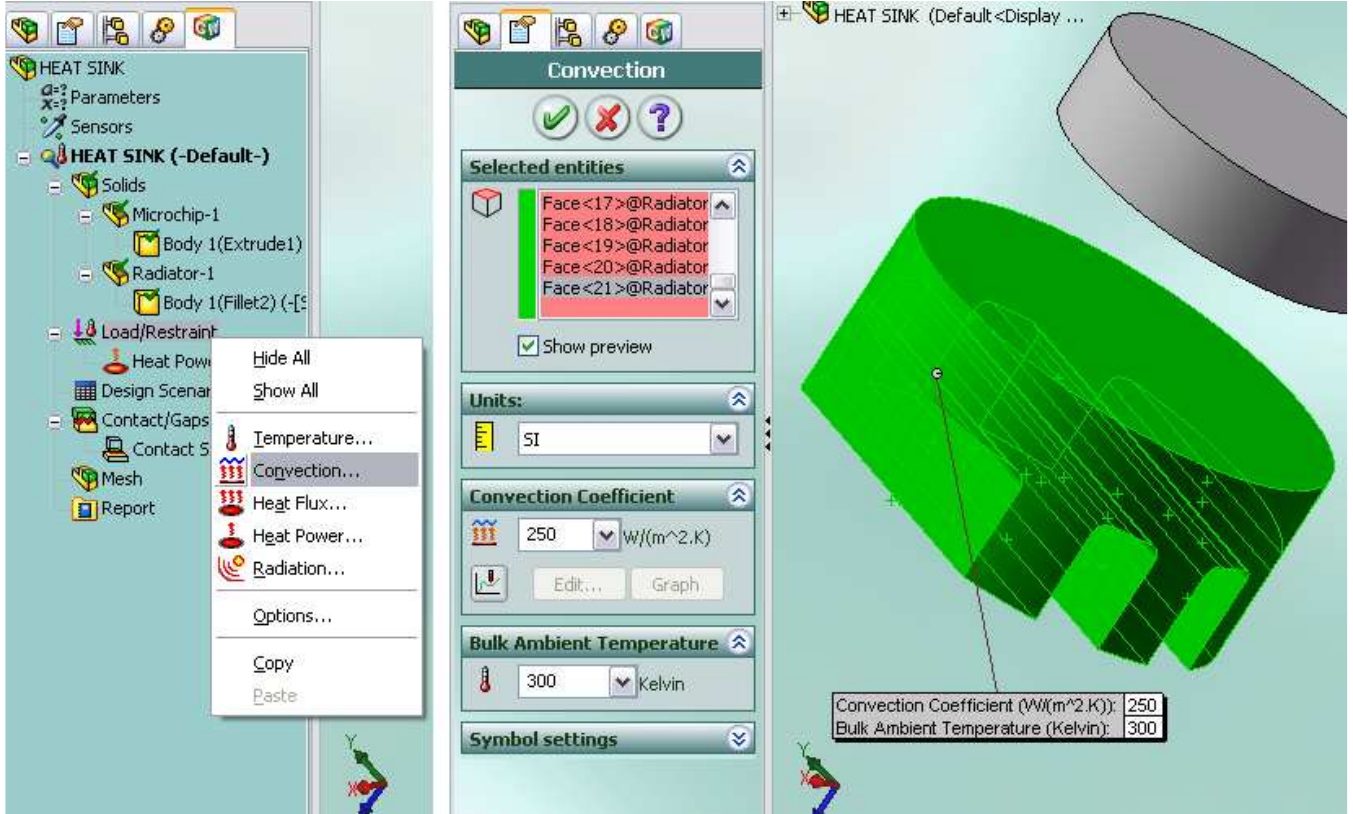 HEAT SINK
Parameters
Sensors
HEAT SINK (-Default-)
Solids
Microchip-1
Body 1(Extrude1)
Radiator-1
Body 1(Fillet2) (-[
Load/Restraint
Heat Pow
Design Scenar
Contact/Gaps
Contact S
Mesh
Report
Hide All
Show All
Temperature...
Convection...
Heat Flux...
Heat Power...
Radiation...
Options...
Copy
Paste
Convection
Selected entities
Face<17>@Radiator
Face<18>@Radiator
Face<19>@Radiator
Face<20>@Radiator
Face<21>@Radiator
Show preview
Units:
SI
Convection Coefficient
250 W/(m^2.K)
Edit... Graph
Bulk Ambient Temperature
300 Kelvin
Symbol settings
HEAT SINK (Default<Display ...
Convection Coefficient (W/(m^2.K)): 250
Bulk Ambient Temperature (Kelvin): 300
Y
X
Y
X